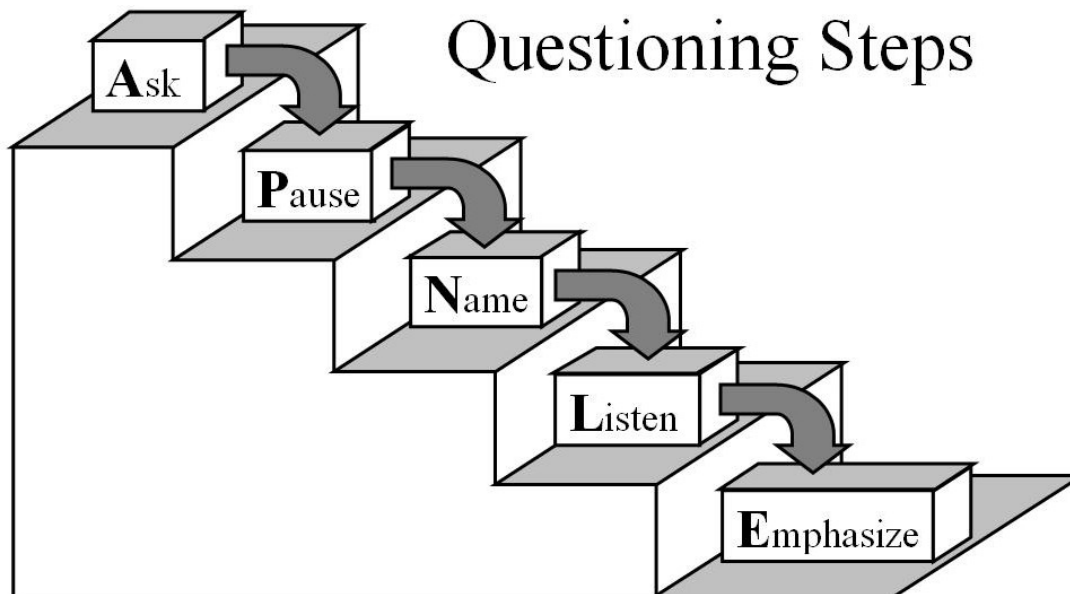 Questioning Steps
Ask
Pause
Name
Listen
Emphasize